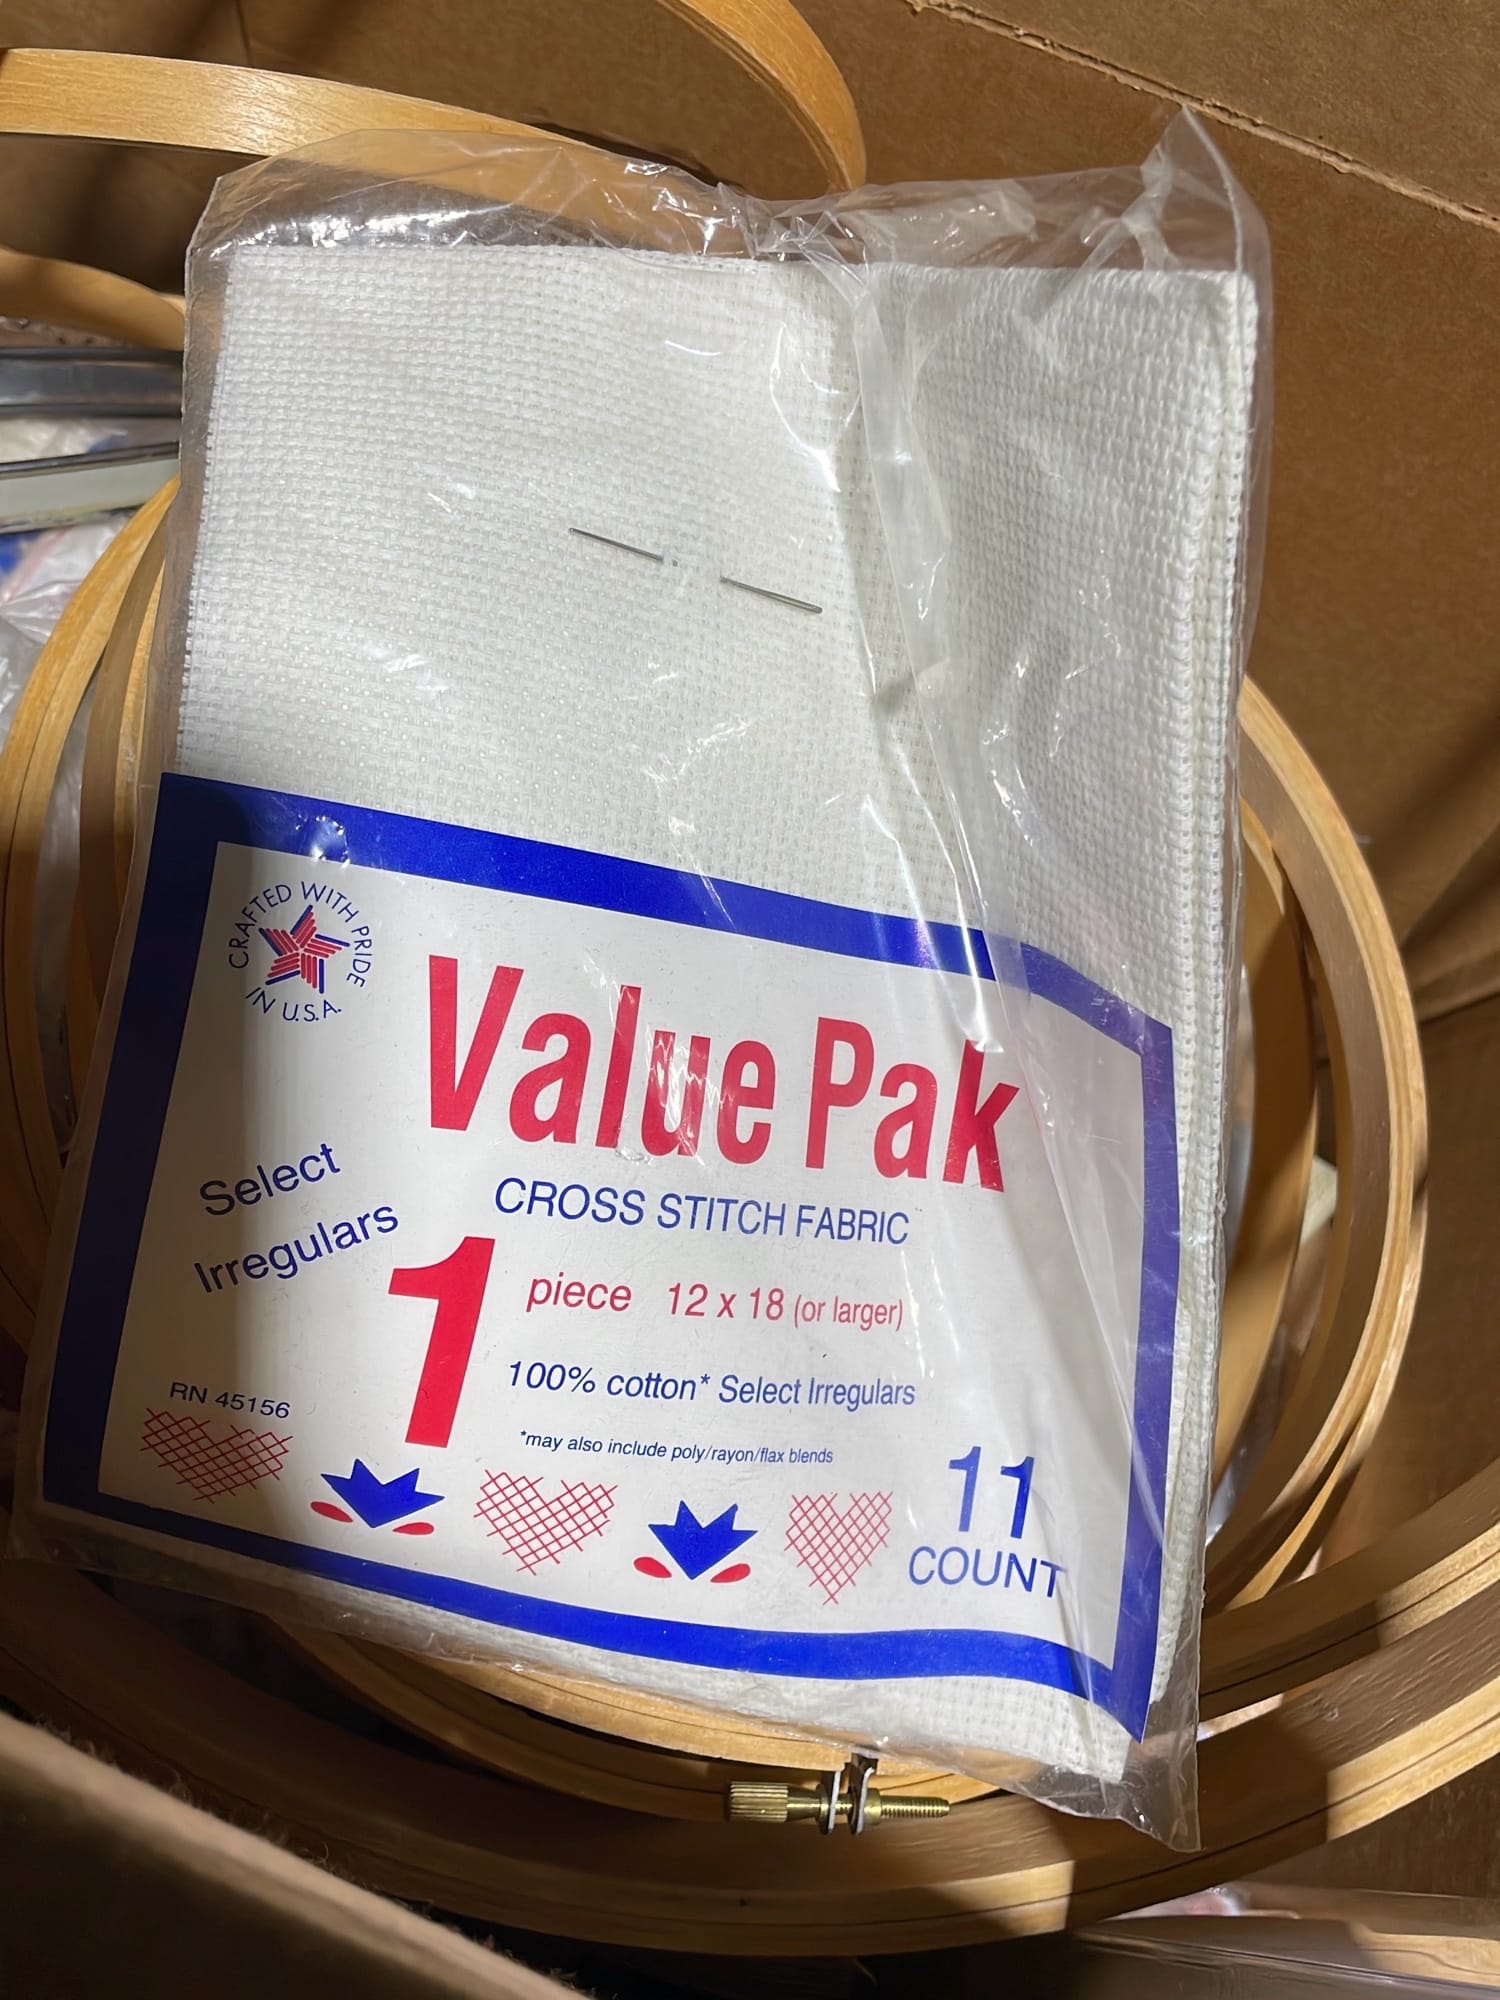 CRAFTED WITH PRIDE
IN U.S.A.
Value Pak
CROSS STITCH FABRIC
Select
Irregulars
1
piece 12 x 18 (or larger)
100% cotton* Select Irregulars
*may also include poly/rayon/flax blends
RN 45156
11
COUNT